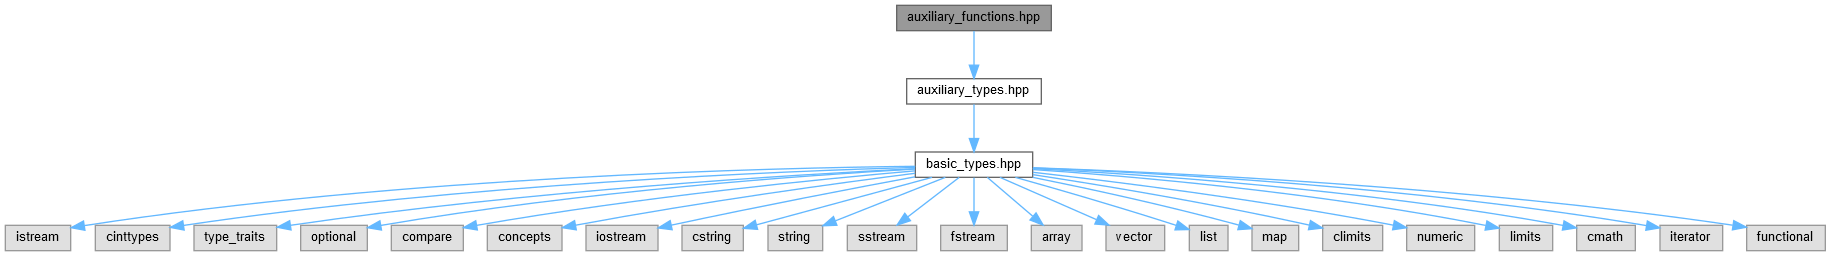 auxiliary_functions.hpp
auxiliary_types.hpp
basic_types.hpp
istream cinttypes type_traits optional compare concepts iostream cstring string sstream fstream array vector list map climits numeric limits cmath iterator functional